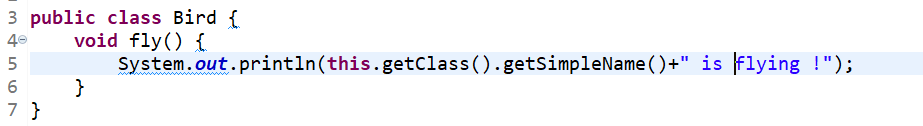 3 public class Bird {
4 void fly() {
5 System.out.println(this.getClass().getSimpleName()+" is flying !");
6 }
7 }